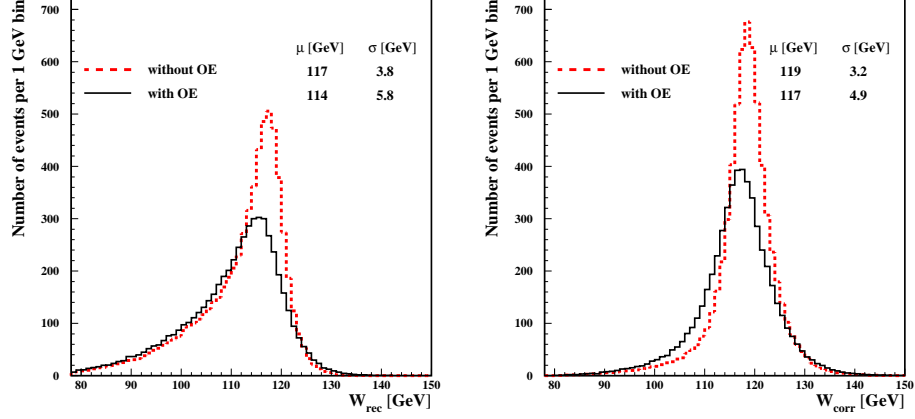 Number of events per 1 GeV bin
700
600
500
400
300
200
100
0
μ [GeV] σ [GeV]
without OE 117 3.8
with OE 114 5.8
80 90 100 110 120 130 140 150
W_rec [GeV]
Number of events per 1 GeV bin
700
600
500
400
300
200
100
0
μ [GeV] σ [GeV]
without OE 119 3.2
with OE 117 4.9
80 90 100 110 120 130 140 150
W_corr [GeV]